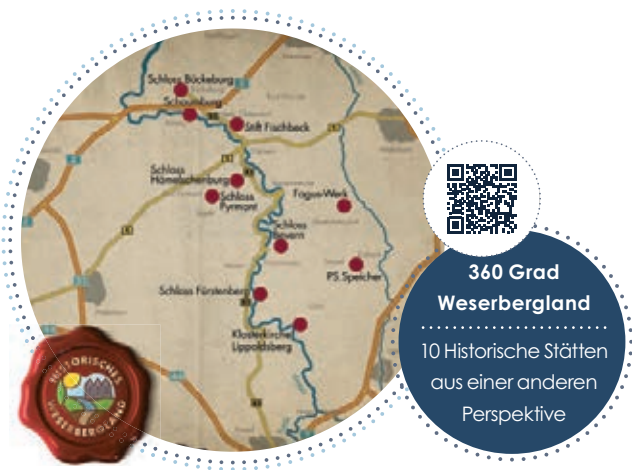 Schloss Bückeburg
Schaumburg
Stift Fischbeck
Schloss
Hämelschenburg
Schloss
Pyrmont
Fagus-Werk
Schloss
Bevern
PS.Speicher
Schloss Fürstenberg
Klosterkirche
Lippoldsberg
HISTORISCHES
WESERBERGLAND
360 Grad
Weserbergland
10 Historische Stätten
aus einer anderen
Perspektive